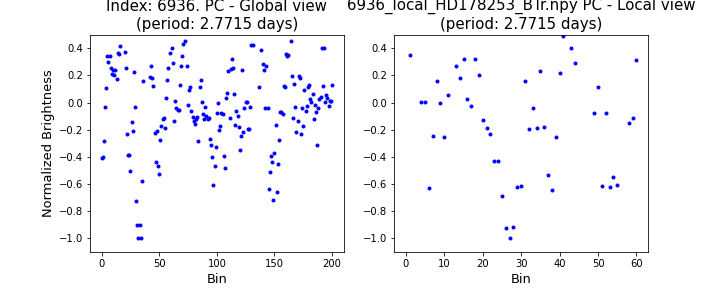 Index: 6936. PC - Global view
(period: 2.7715 days)
6936_local_HD178253_BTr.npy PC - Local view
(period: 2.7715 days)
Normalized Brightness
0.4
0.2
0.0
−0.2
−0.4
−0.6
−0.8
−1.0
0 50 100 150 200
Bin
0.4
0.2
0.0
−0.2
−0.4
−0.6
−0.8
−1.0
0 10 20 30 40 50 60
Bin